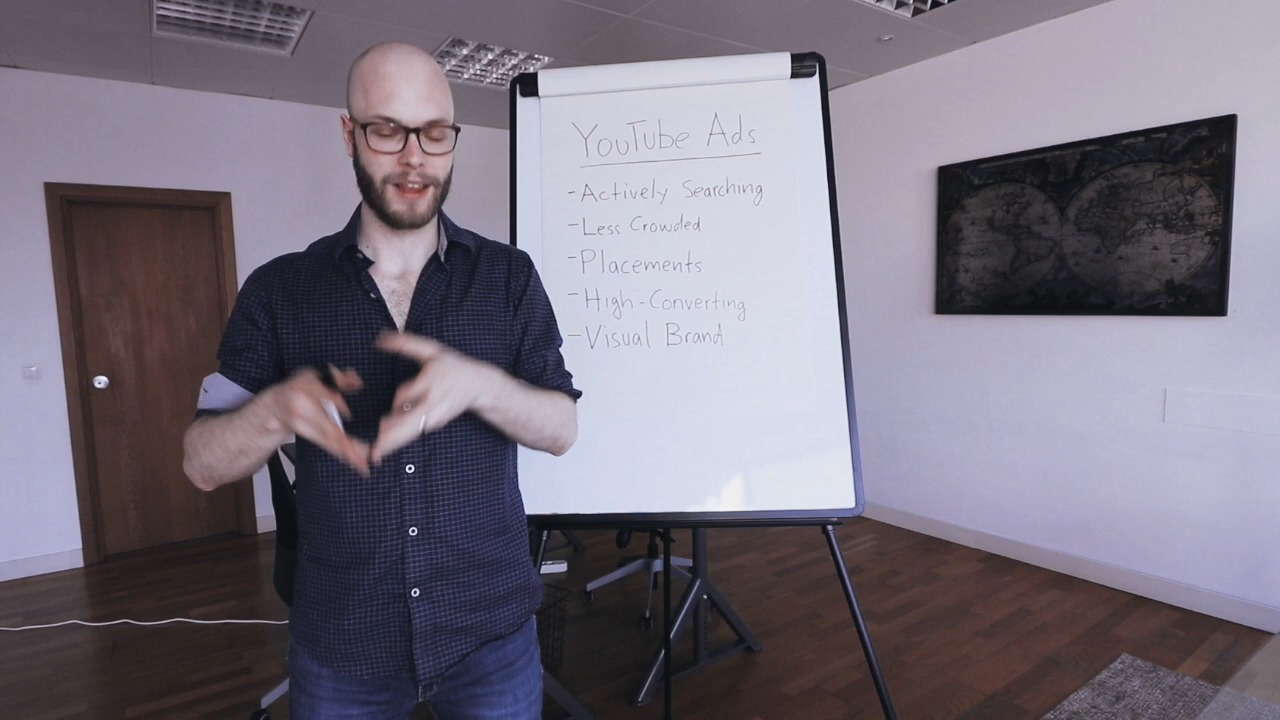 YouTube Ads
- Actively Searching
- Less Crowded
- Placements
- High-Converting
- Visual Brand